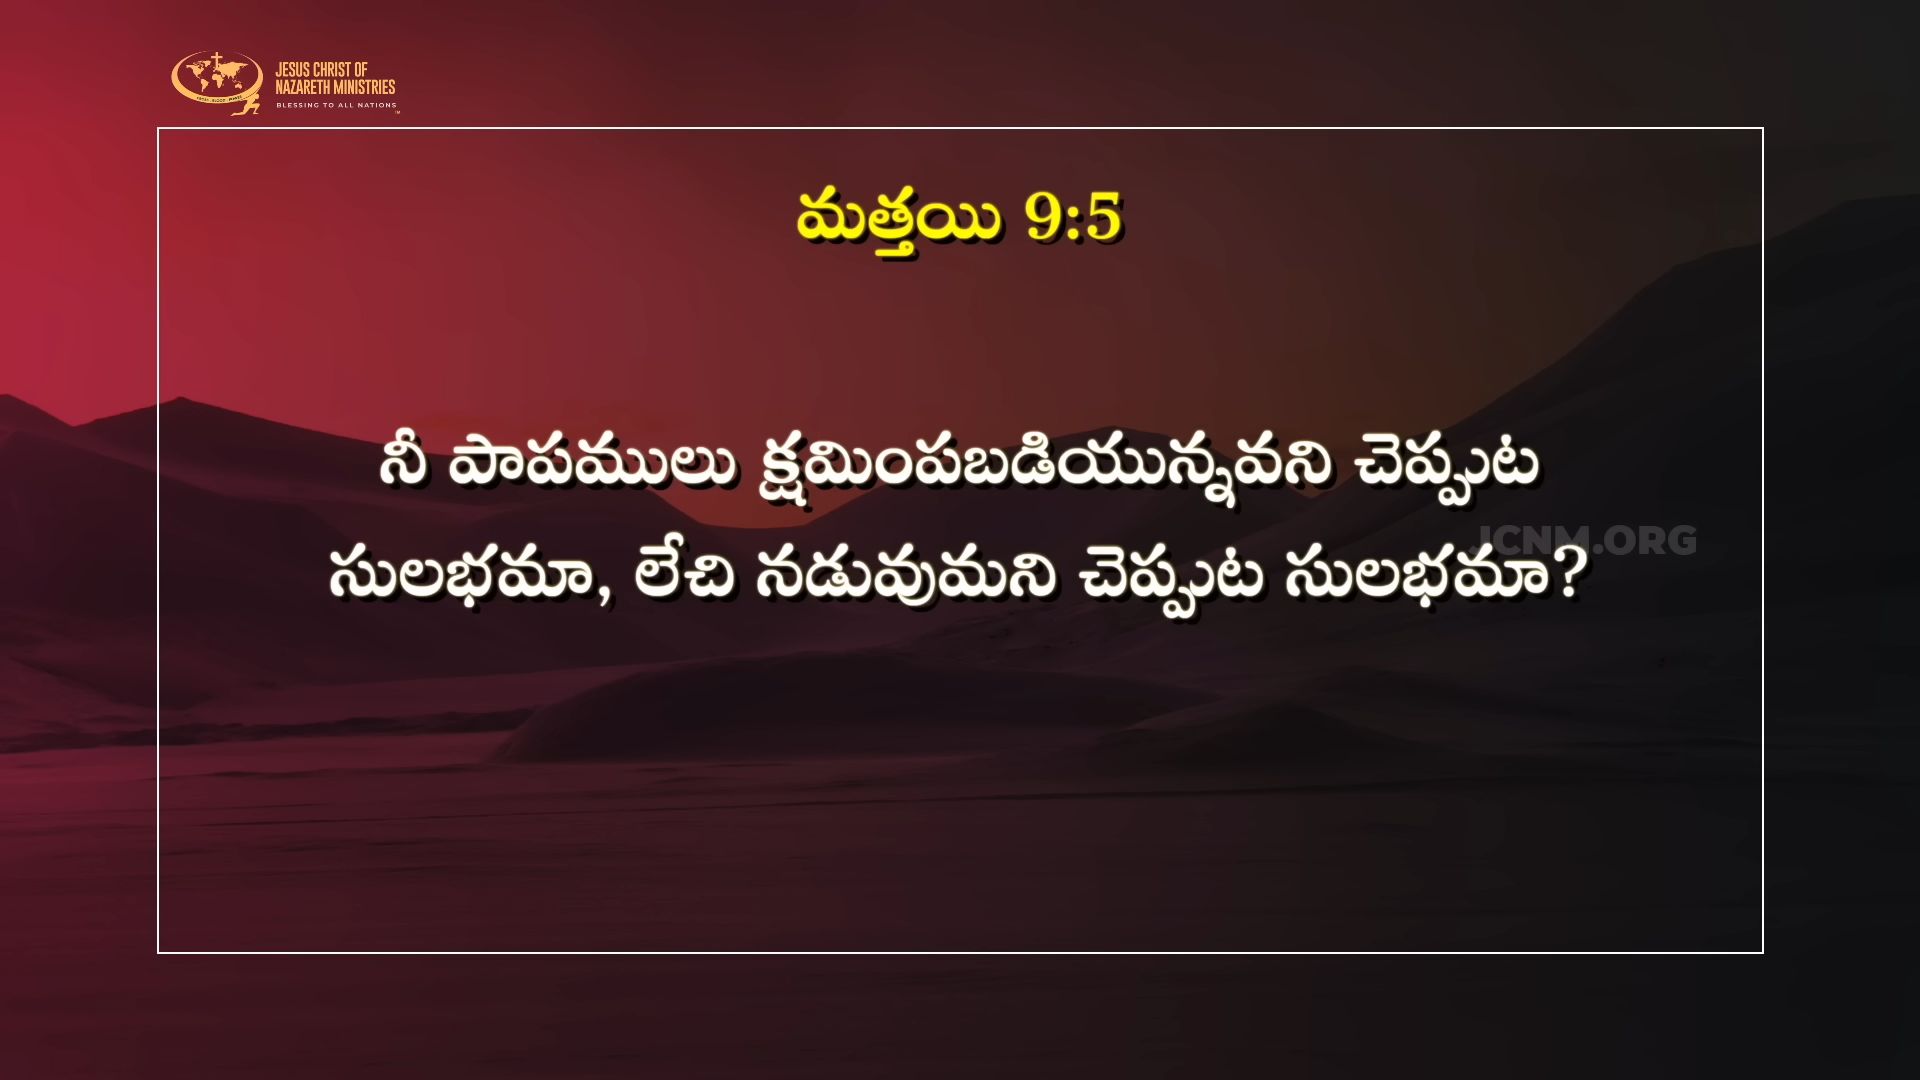 JESUS CHRIST OF
NAZARETH MINISTRIES
BLESSING TO ALL NATIONS
మత్తయి 9:5
నీ పాపములు క్షమింపబడియున్నవని చెప్పుట
JCNM.ORG
సులభమా, లేచి నడువుమని చెప్పుట సులభమా?